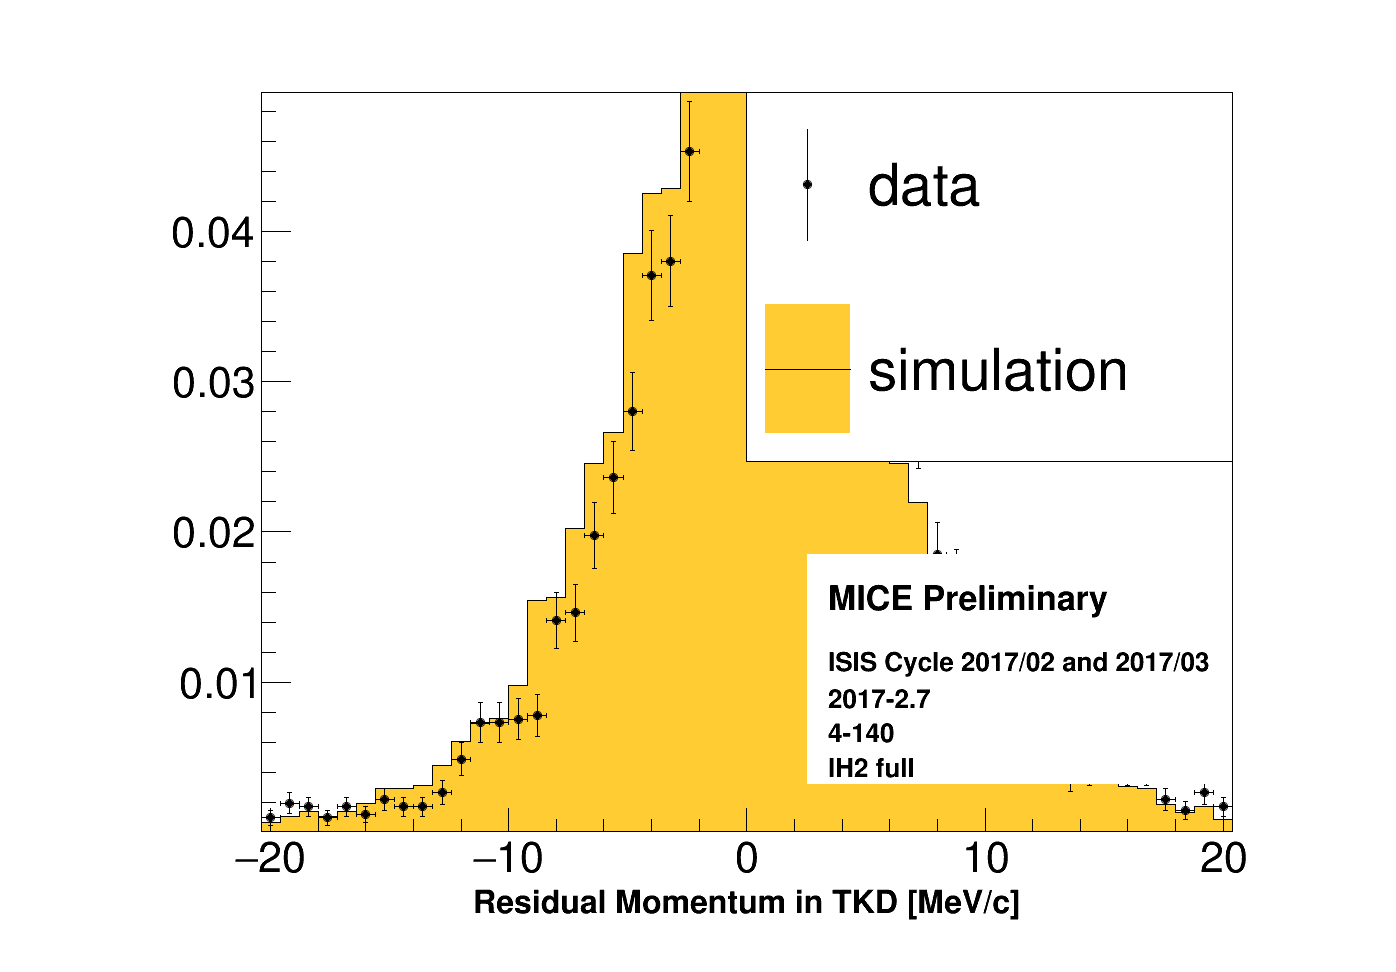 data
0.04
simulation
0.03
0.02
MICE Preliminary
ISIS Cycle 2017/02 and 2017/03
0.01
2017-2.7
4-140
IH2 full
−20 −10 0 10 20
Residual Momentum in TKD [MeV/c]